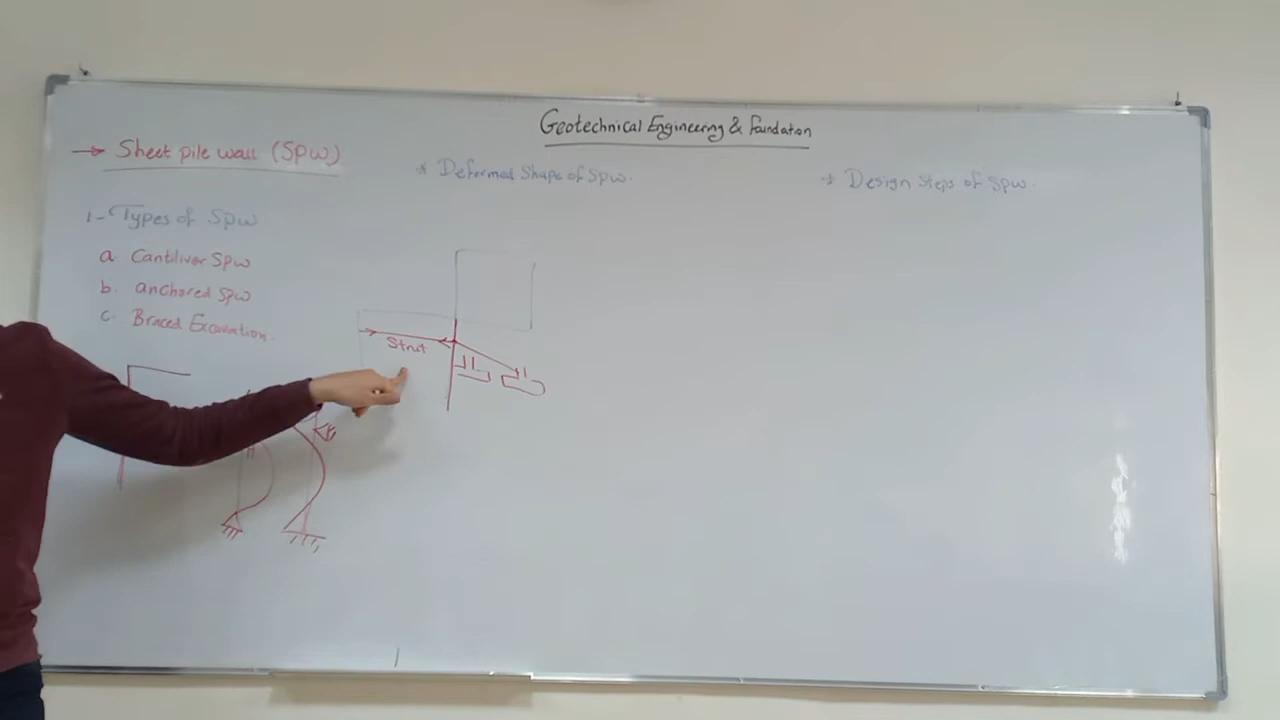 Geotechnical Engineering & Foundation
→ Sheet pile wall (SPW)
1- Types of SPW
a. Cantiliver SPW
b. anchored SPW
c. Braced Excavation.
* Deformed Shape of SPW.
Strut
* Design Steps of SPW.